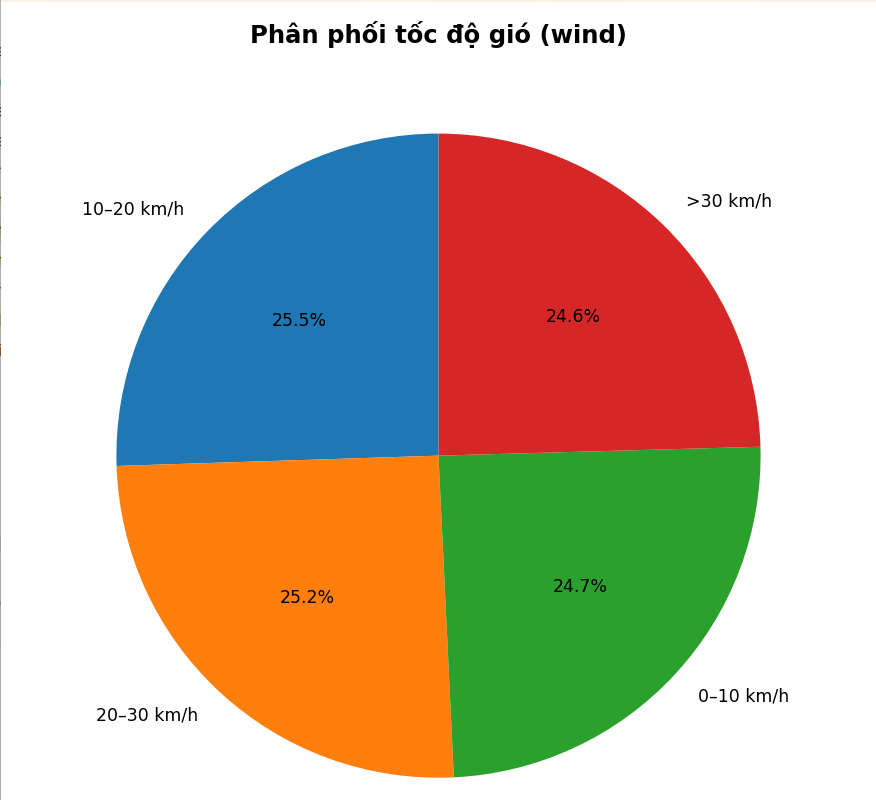 Phân phối tốc độ gió (wind)
>30 km/h
10–20 km/h
24.6%
25.5%
24.7%
25.2%
0–10 km/h
20–30 km/h